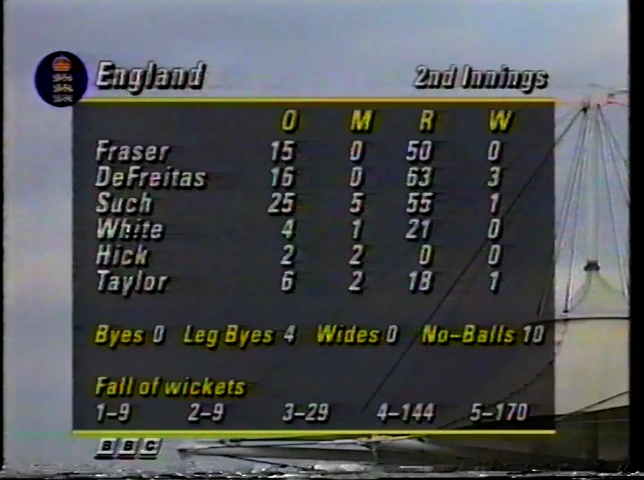 England 2nd Innings
O M R W
Fraser 15 0 50 0
DeFreitas 16 0 63 3
Such 25 5 55 1
White 4 1 21 0
Hick 2 2 0 0
Taylor 6 2 18 1
Byes 0 Leg Byes 4 Wides 0 No-Balls 10
Fall of wickets
1-9 2-9 3-29 4-144 5-170
BBC